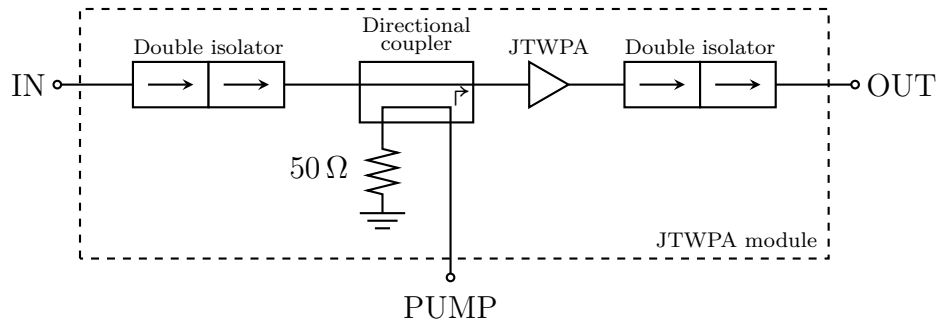 Directional
coupler
Double isolator
JTWPA
Double isolator
IN
OUT
50 Ω
JTWPA module
PUMP